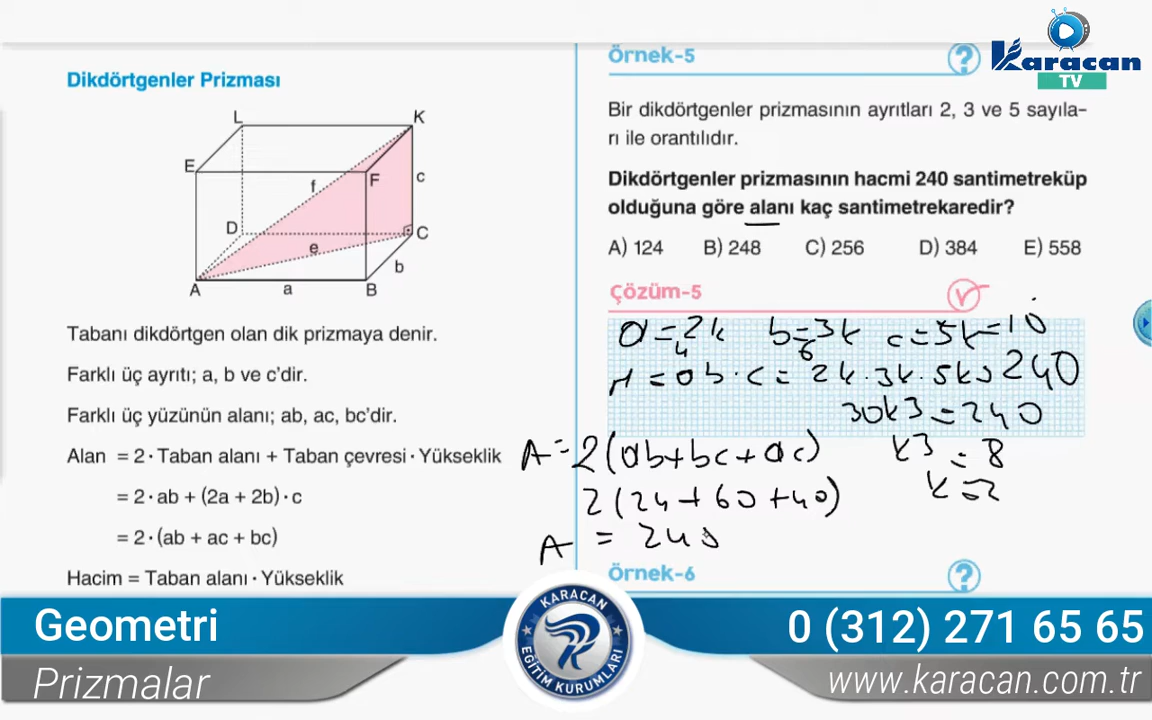 Karacan
TV
Dikdörtgenler Prizması
L
K
E
F
f
c
D
C
e
b
A
a
B
Tabanı dikdörtgen olan dik prizmaya denir.
Farklı üç ayrıtı; a, b ve c'dir.
Farklı üç yüzünün alanı; ab, ac, bc'dir.
Alan = 2·Taban alanı + Taban çevresi·Yükseklik
= 2·ab + (2a + 2b)·c
= 2·(ab + ac + bc)
Hacim = Taban alanı·Yükseklik
Örnek-5
?
Bir dikdörtgenler prizmasının ayrıtları 2, 3 ve 5 sayıla-
rı ile orantılıdır.
Dikdörtgenler prizmasının hacmi 240 santimetreküp
olduğuna göre alanı kaç santimetrekaredir?
A) 124 B) 248 C) 256 D) 384 E) 558
Çözüm-5
a=2k b=3k c=5k=10
4 6
H=ab·c=2k·3k·5k=240
30k3=240
A=2(ab+bc+ac) k3=8
2(24+60+40) k=2
A = 248
Örnek-6
?
Geometri
KARACAN
EĞİTİM KURUMLARI
0 (312) 271 65 65
Prizmalar
www.karacan.com.tr